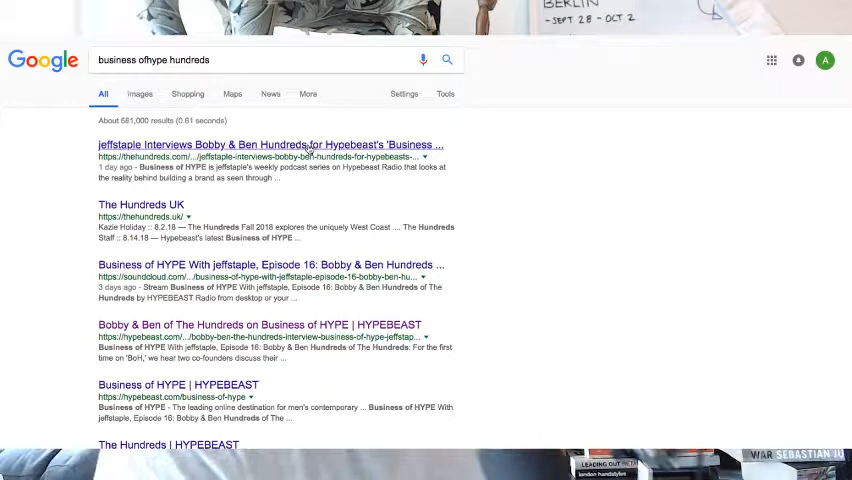 BERLIN
-SEPT 28 - OCT 2
Google
business ofhype hundreds
A
All Images Shopping Maps News More Settings Tools
About 581,000 results (0.61 seconds)
jeffstaple Interviews Bobby & Ben Hundreds for Hypebeast's 'Business ...
https://thehundreds.com/.../jeffstaple-interviews-bobby-ben-hundreds-for-hypebeasts-...
1 day ago - Business of HYPE is jeffstaple's weekly podcast series on Hypebeast Radio that looks at
the reality behind building a brand as seen through ...
The Hundreds UK
https://thehundreds.uk/
Kazie Holiday :: 8.2.18 — The Hundreds Fall 2018 explores the uniquely West Coast .... The Hundreds
Staff :: 8.14.18 — Hypebeast's latest Business of HYPE ...
Business of HYPE With jeffstaple, Episode 16: Bobby & Ben Hundreds ...
https://soundcloud.com/.../business-of-hype-with-jeffstaple-episode-16-bobby-ben-hu...
3 days ago - Stream Business of HYPE With jeffstaple, Episode 16: Bobby & Ben Hundreds of The
Hundreds by HYPEBEAST Radio from desktop or your ...
Bobby & Ben of The Hundreds on Business of HYPE | HYPEBEAST
https://hypebeast.com/.../bobby-ben-the-hundreds-interview-business-of-hype-jeffstap...
Business of HYPE With jeffstaple, Episode 16: Bobby & Ben Hundreds of The Hundreds: For the first
time on 'BoH,' we hear two co-founders discuss their ...
Business of HYPE | HYPEBEAST
https://hypebeast.com/business-of-hype
Business of HYPE - The leading online destination for men's contemporary ... Business of HYPE With
jeffstaple, Episode 16: Bobby & Ben Hundreds of The ...
The Hundreds | HYPEBEAST
WAR SEBASTIAN JU
LEADING OUT
london handstyles